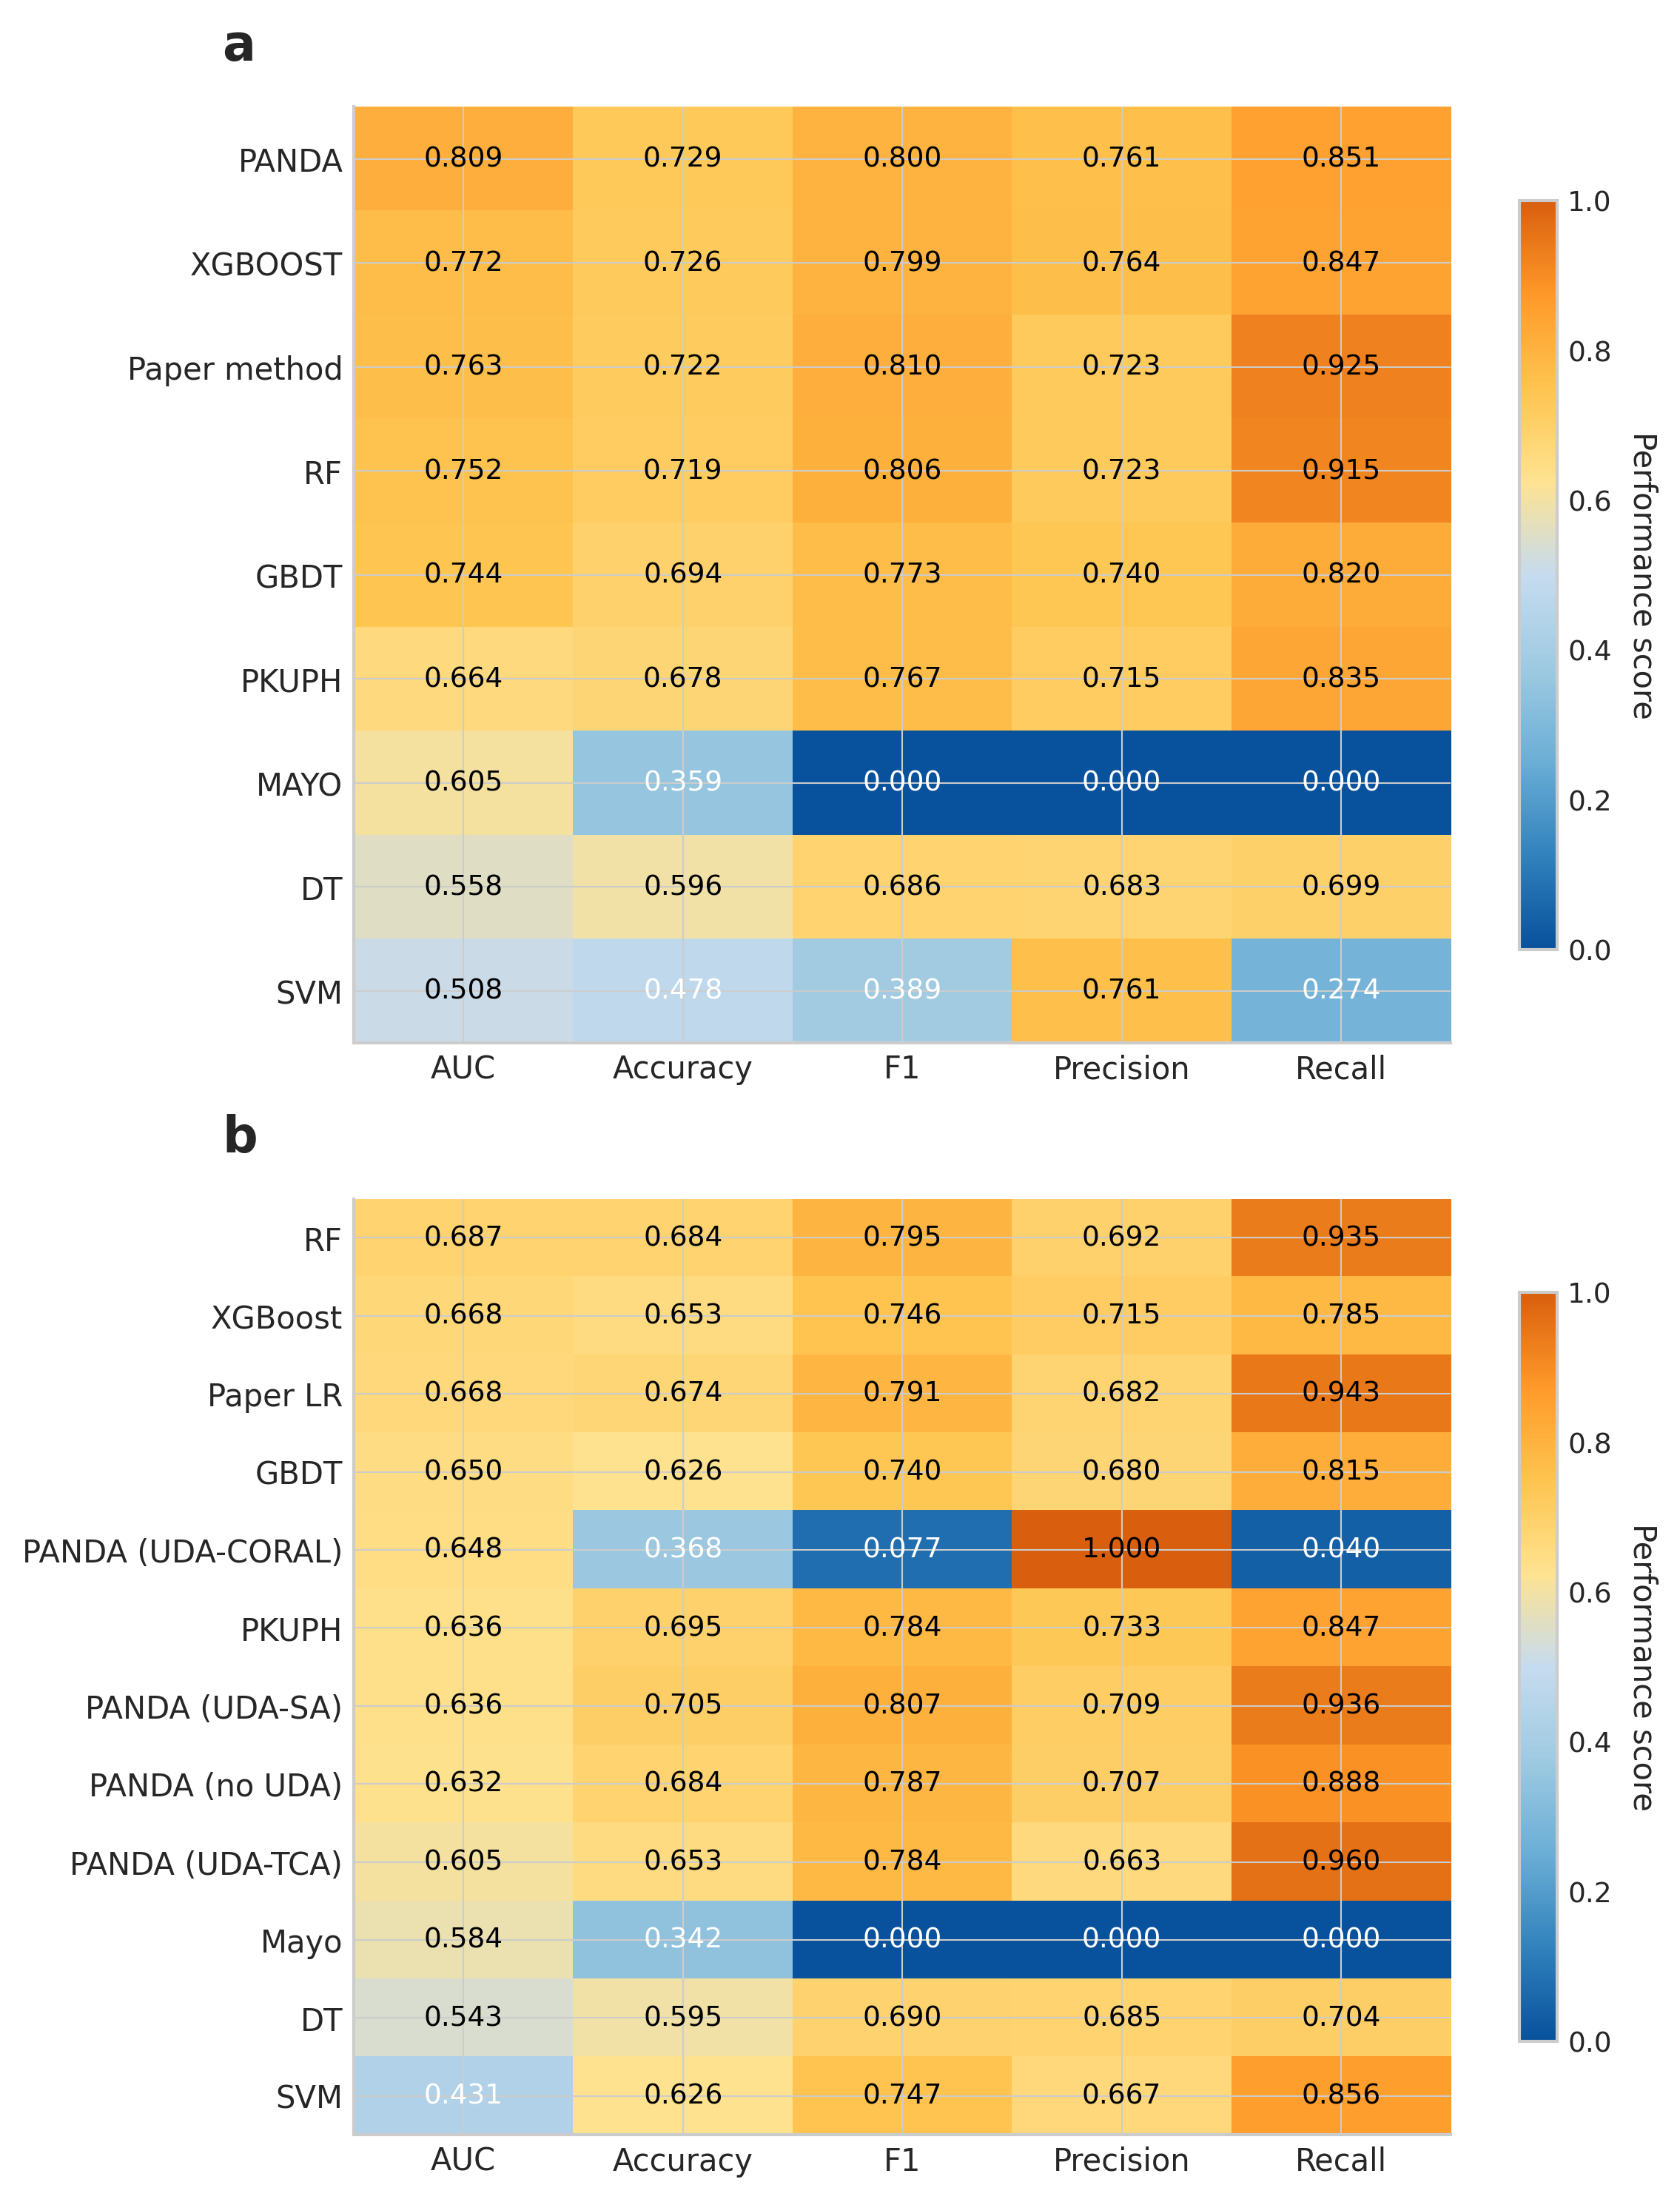 a
PANDA 0.809 0.729 0.800 0.761 0.851
XGBOOST 0.772 0.726 0.799 0.764 0.847
Paper method 0.763 0.722 0.810 0.723 0.925
RF 0.752 0.719 0.806 0.723 0.915
GBDT 0.744 0.694 0.773 0.740 0.820
PKUPH 0.664 0.678 0.767 0.715 0.835
MAYO 0.605 0.359 0.000 0.000 0.000
DT 0.558 0.596 0.686 0.683 0.699
SVM 0.508 0.478 0.389 0.761 0.274
AUC Accuracy F1 Precision Recall
1.0
0.8
0.6
0.4
0.2
0.0
Performance score
b
RF 0.687 0.684 0.795 0.692 0.935
XGBoost 0.668 0.653 0.746 0.715 0.785
Paper LR 0.668 0.674 0.791 0.682 0.943
GBDT 0.650 0.626 0.740 0.680 0.815
PANDA (UDA-CORAL) 0.648 0.368 0.077 1.000 0.040
PKUPH 0.636 0.695 0.784 0.733 0.847
PANDA (UDA-SA) 0.636 0.705 0.807 0.709 0.936
PANDA (no UDA) 0.632 0.684 0.787 0.707 0.888
PANDA (UDA-TCA) 0.605 0.653 0.784 0.663 0.960
Mayo 0.584 0.342 0.000 0.000 0.000
DT 0.543 0.595 0.690 0.685 0.704
SVM 0.431 0.626 0.747 0.667 0.856
AUC Accuracy F1 Precision Recall
1.0
0.8
0.6
0.4
0.2
0.0
Performance score